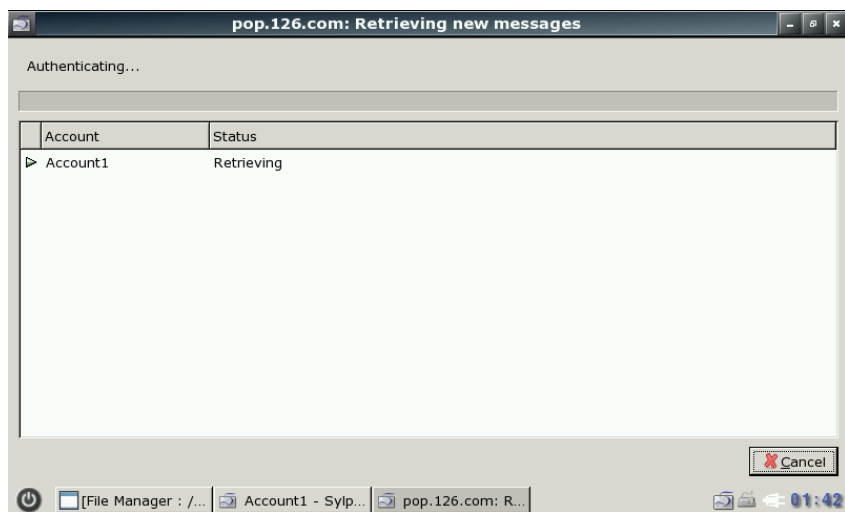 pop.126.com: Retrieving new messages
Authenticating...
Account Status
Account1 Retrieving
Cancel
[File Manager : /... Account1 - Sylp... pop.126.com: R... 01:42